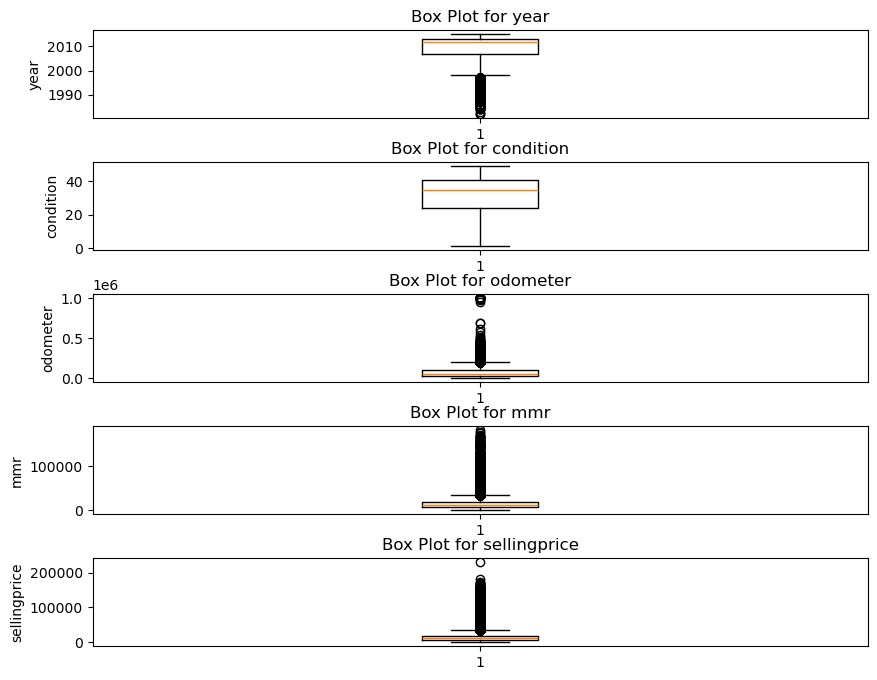 Box Plot for year
2010
2000
1990
year
1
Box Plot for condition
40
20
0
condition
1
Box Plot for odometer
1e6
1.0
0.5
0.0
odometer
1
Box Plot for mmr
100000
0
mmr
1
Box Plot for sellingprice
200000
100000
0
sellingprice
1